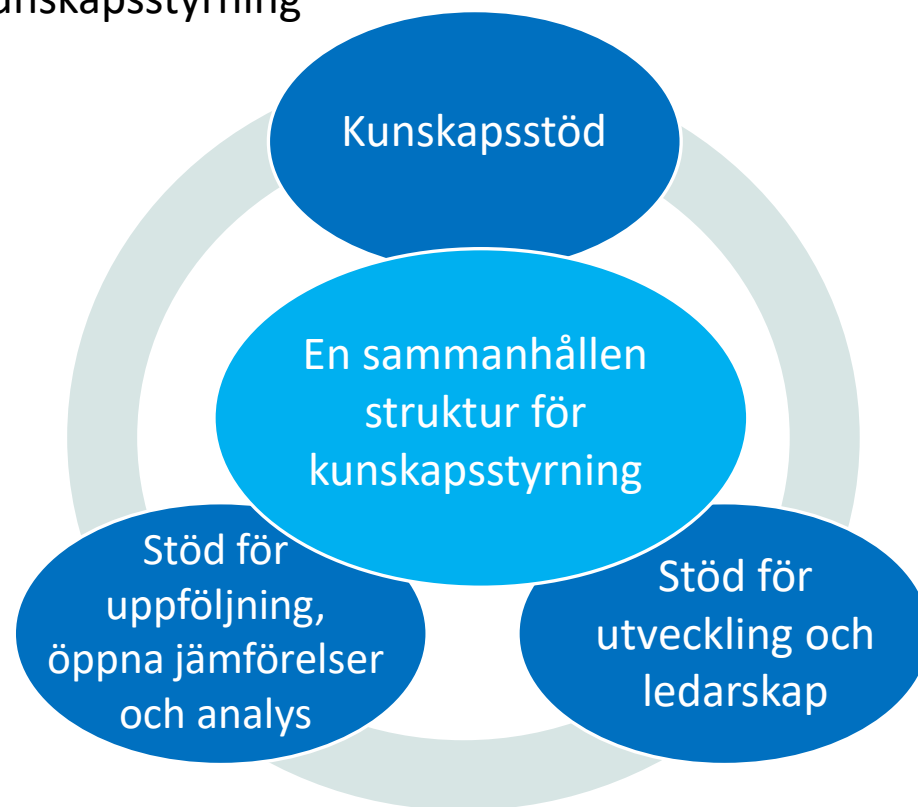 unskapsstyrning
Kunskapsstöd
En sammanhållen
struktur för
kunskapsstyrning
Stöd för
uppföljning,
öppna jämförelser
och analys
Stöd för
utveckling och
ledarskap